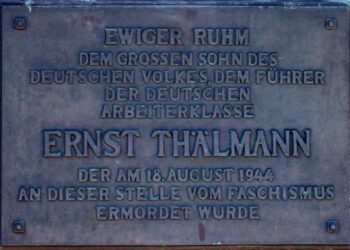 EWIGER RUHM
DEM GROSSEN SOHN DES
DEUTSCHEN VOLKES, DEM FÜHRER
DER DEUTSCHEN
ARBEITERKLASSE
ERNST THÄLMANN
DER AM 18. AUGUST 1944
AN DIESER STELLE VOM FASCHISMUS
ERMORDET WURDE